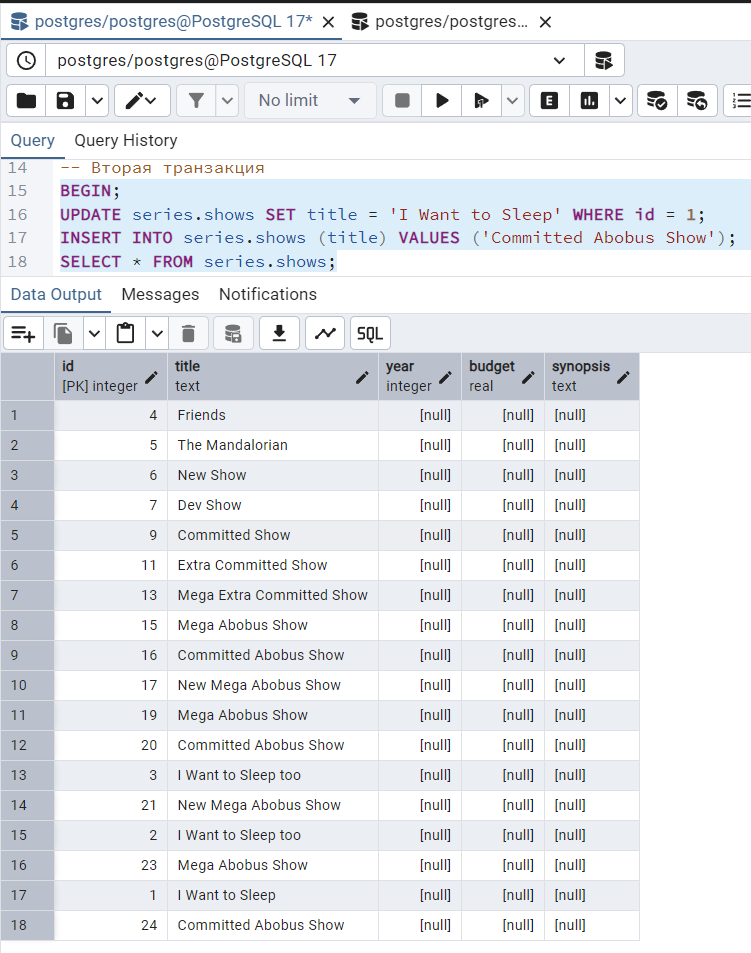 postgres/postgres@PostgreSQL 17* postgres/postgres...
postgres/postgres@PostgreSQL 17
No limit E
Query Query History
14 -- Вторая транзакция
15 BEGIN;
16 UPDATE series.shows SET title = 'I Want to Sleep' WHERE id = 1;
17 INSERT INTO series.shows (title) VALUES ('Committed Abobus Show');
18 SELECT * FROM series.shows;
Data Output Messages Notifications
SQL
id title year budget synopsis
[PK] integer text integer real text
1 4 Friends [null] [null] [null]
2 5 The Mandalorian [null] [null] [null]
3 6 New Show [null] [null] [null]
4 7 Dev Show [null] [null] [null]
5 9 Committed Show [null] [null] [null]
6 11 Extra Committed Show [null] [null] [null]
7 13 Mega Extra Committed Show [null] [null] [null]
8 15 Mega Abobus Show [null] [null] [null]
9 16 Committed Abobus Show [null] [null] [null]
10 17 New Mega Abobus Show [null] [null] [null]
11 19 Mega Abobus Show [null] [null] [null]
12 20 Committed Abobus Show [null] [null] [null]
13 3 I Want to Sleep too [null] [null] [null]
14 21 New Mega Abobus Show [null] [null] [null]
15 2 I Want to Sleep too [null] [null] [null]
16 23 Mega Abobus Show [null] [null] [null]
17 1 I Want to Sleep [null] [null] [null]
18 24 Committed Abobus Show [null] [null] [null]